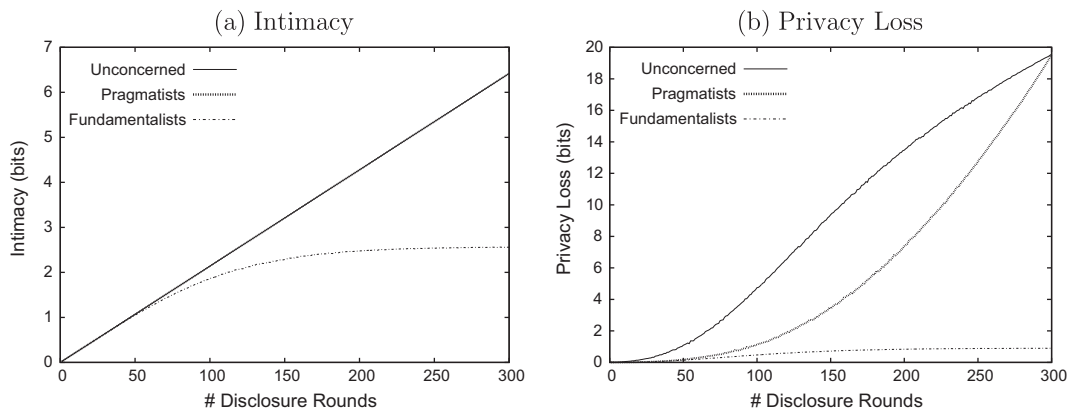 (a) Intimacy
7
6
5
4
3
2
1
0
Intimacy (bits)
Unconcerned
Pragmatists
Fundamentalists
0 50 100 150 200 250 300
# Disclosure Rounds
(b) Privacy Loss
20
18
16
14
12
10
8
6
4
2
0
Privacy Loss (bits)
Unconcerned
Pragmatists
Fundamentalists
0 50 100 150 200 250 300
# Disclosure Rounds